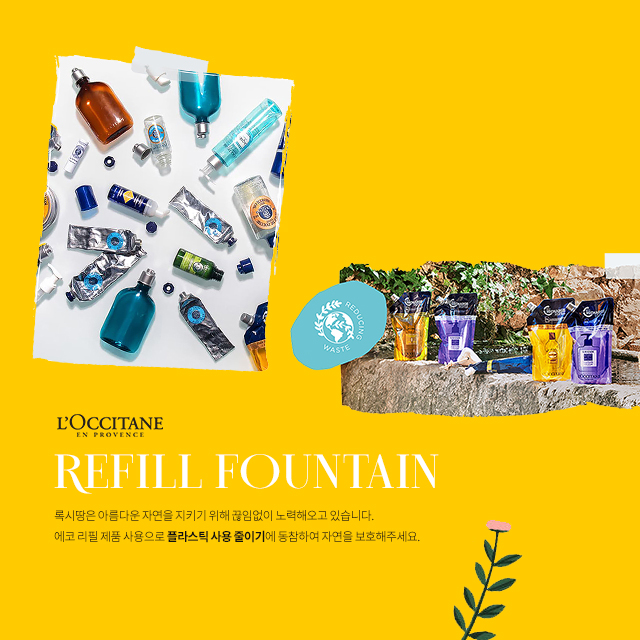 REDUCING
WASTE
L'OCCITANE
EN PROVENCE
REFILL FOUNTAIN
록시땅은 아름다운 자연을 지키기 위해 끊임없이 노력해오고 있습니다.
에코 리필 제품 사용으로 플라스틱 사용 줄이기에 동참하여 자연을 보호해주세요.